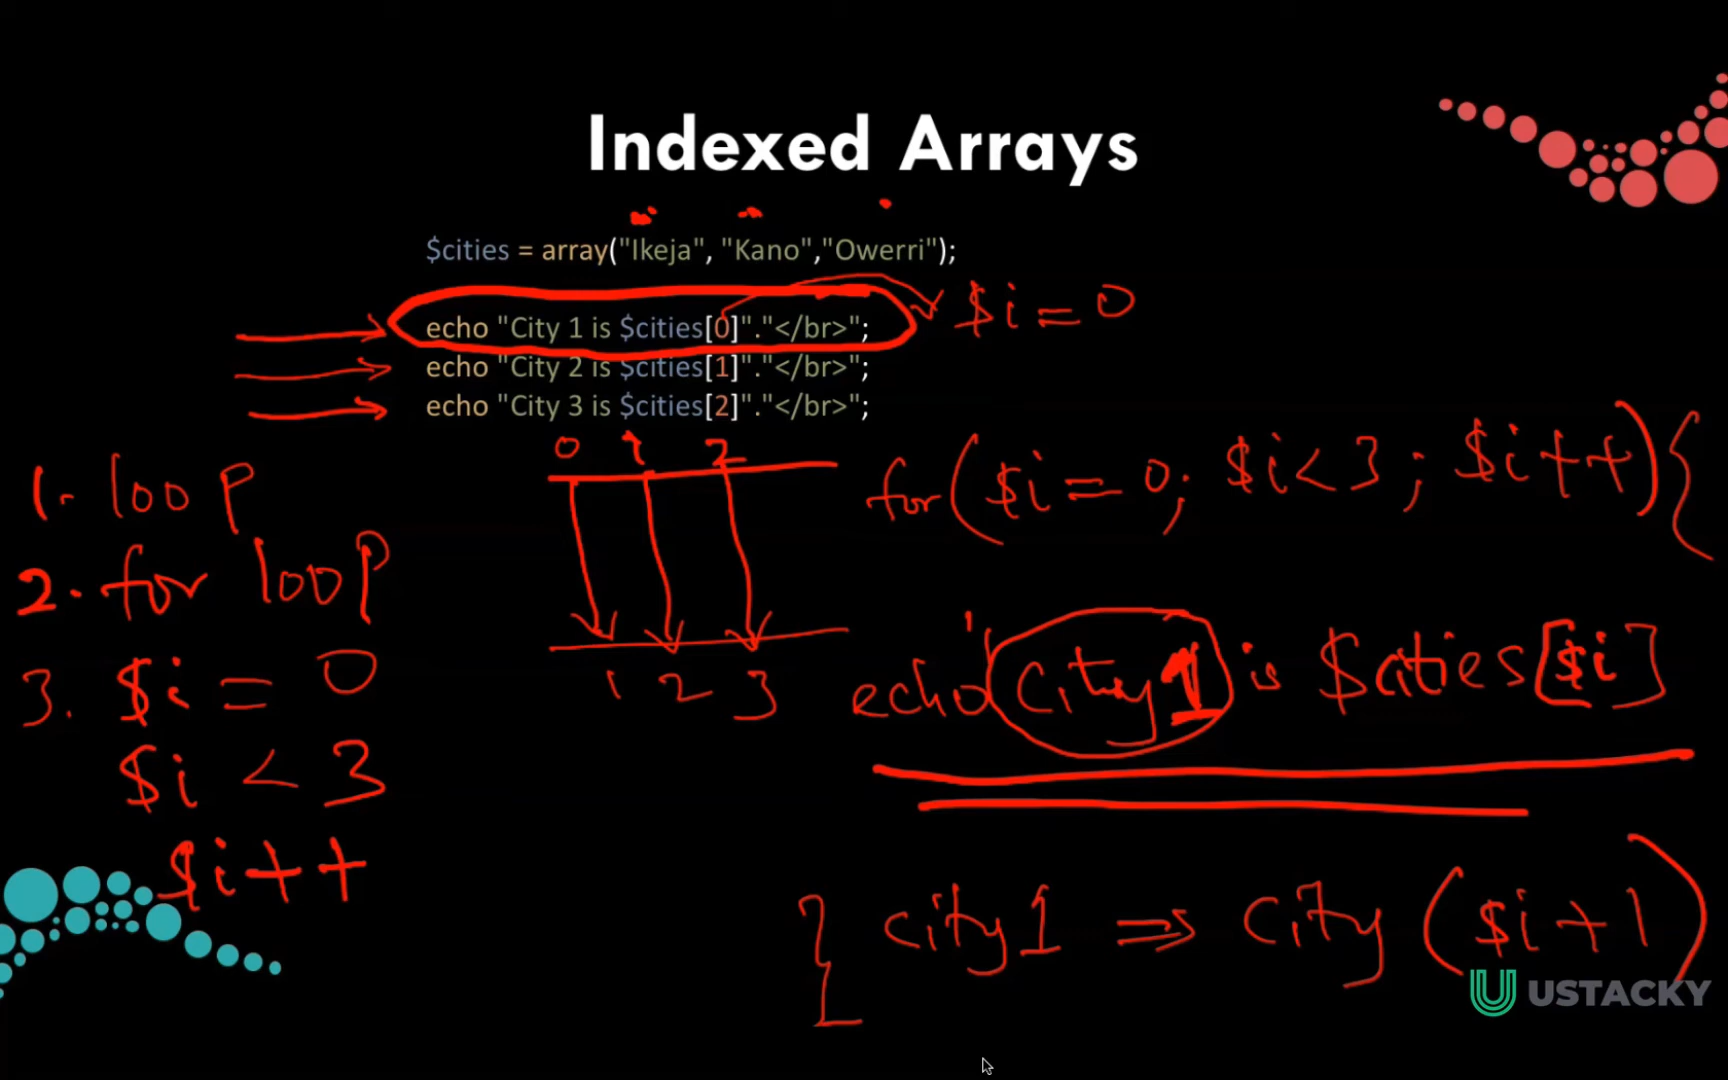 Indexed Arrays
$cities = array("Ikeja", "Kano","Owerri");
echo "City 1 is $cities[0]"."</br>";
$i = 0
echo "City 2 is $cities[1]"."</br>";
echo "City 3 is $cities[2]"."</br>";
0 1 2
1 2 3
1. loop
2. for loop
3. $i = 0
$i < 3
$i++
for($i = 0; $i<3; $i++){
echo "City 1 is $cities[$i]
} city 1 => city ($i+1)
USTACKY